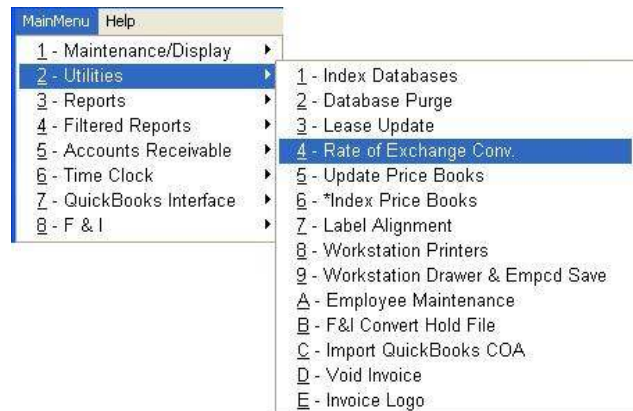 MainMenu Help
1 - Maintenance/Display
2 - Utilities
3 - Reports
4 - Filtered Reports
5 - Accounts Receivable
6 - Time Clock
7 - QuickBooks Interface
8 - F & I
1 - Index Databases
2 - Database Purge
3 - Lease Update
4 - Rate of Exchange Conv.
5 - Update Price Books
6 - *Index Price Books
7 - Label Alignment
8 - Workstation Printers
9 - Workstation Drawer & Empcd Save
A - Employee Maintenance
B - F&I Convert Hold File
C - Import QuickBooks COA
D - Void Invoice
E - Invoice Logo